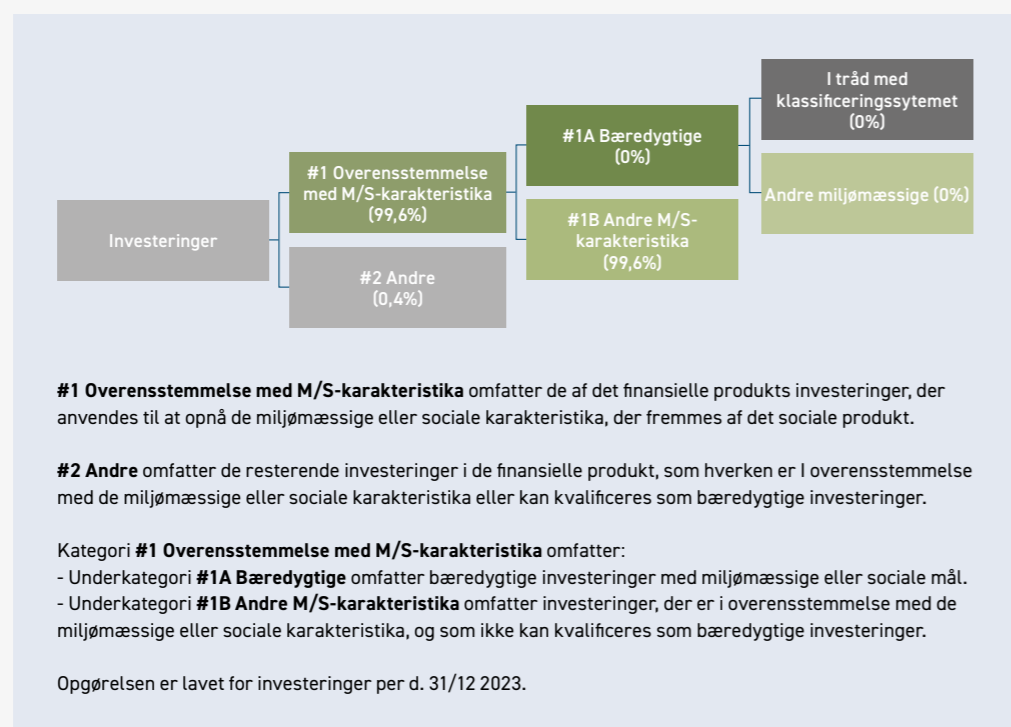 I tråd med
klassificeringssytemet
(0%)
#1A Bæredygtige
(0%)
#1 Overensstemmelse
med M/S-karakteristika
(99,6%)
Andre miljømæssige (0%)
Investeringer
#1B Andre M/S-
karakteristika
(99,6%)
#2 Andre
(0,4%)
#1 Overensstemmelse med M/S-karakteristika omfatter de af det finansielle produkts investeringer, der
anvendes til at opnå de miljømæssige eller sociale karakteristika, der fremmes af det sociale produkt.
#2 Andre omfatter de resterende investeringer i de finansielle produkt, som hverken er I overensstemmelse
med de miljømæssige eller sociale karakteristika eller kan kvalificeres som bæredygtige investeringer.
Kategori #1 Overensstemmelse med M/S-karakteristika omfatter:
- Underkategori #1A Bæredygtige omfatter bæredygtige investeringer med miljømæssige eller sociale mål.
- Underkategori #1B Andre M/S-karakteristika omfatter investeringer, der er i overensstemmelse med de
miljømæssige eller sociale karakteristika, og som ikke kan kvalificeres som bæredygtige investeringer.
Opgørelsen er lavet for investeringer per d. 31/12 2023.